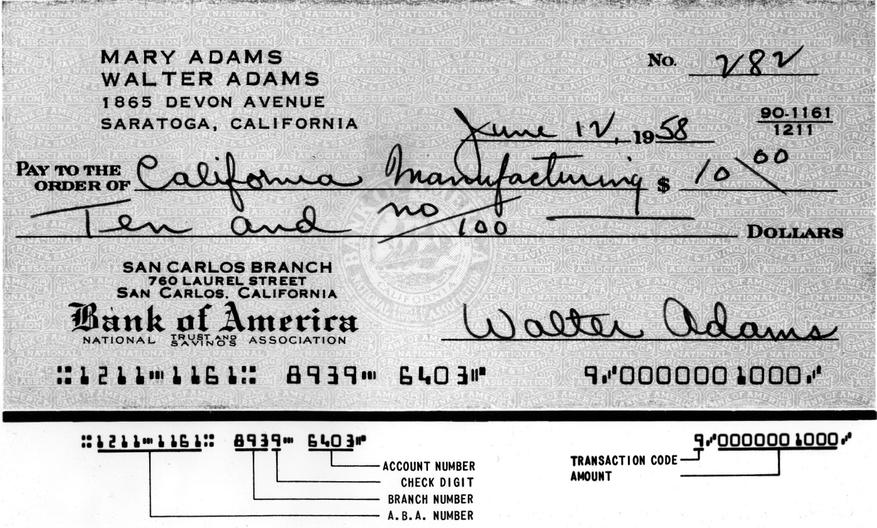 MARY ADAMS
WALTER ADAMS
1865 DEVON AVENUE
SARATOGA, CALIFORNIA
No. 282
June 12, 1958
90-1161
1211
PAY TO THE ORDER OF California Manufacturing $ 10 00
Ten and no/100 DOLLARS
SAN CARLOS BRANCH
760 LAUREL STREET
SAN CARLOS, CALIFORNIA
Bank of America
NATIONAL TRUST AND SAVINGS ASSOCIATION
Walter Adams
⑆1211⑉1161⑆ 8939⑉ 6403⑈ 9⑇0000001000⑇
⑆1211⑉1161⑆ 8939⑉ 6403⑈ 9⑇0000001000⑇
ACCOUNT NUMBER
CHECK DIGIT
BRANCH NUMBER
A.B.A. NUMBER
TRANSACTION CODE
AMOUNT